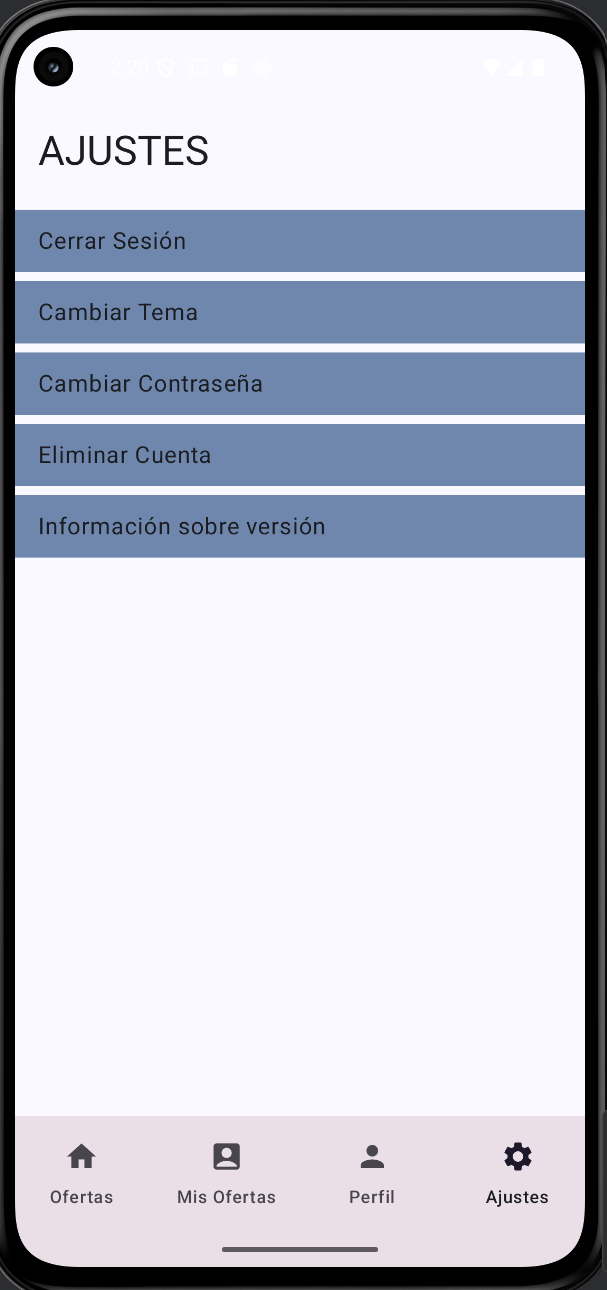 2:29
AJUSTES
Cerrar Sesión
Cambiar Tema
Cambiar Contraseña
Eliminar Cuenta
Información sobre versión
Ofertas
Mis Ofertas
Perfil
Ajustes